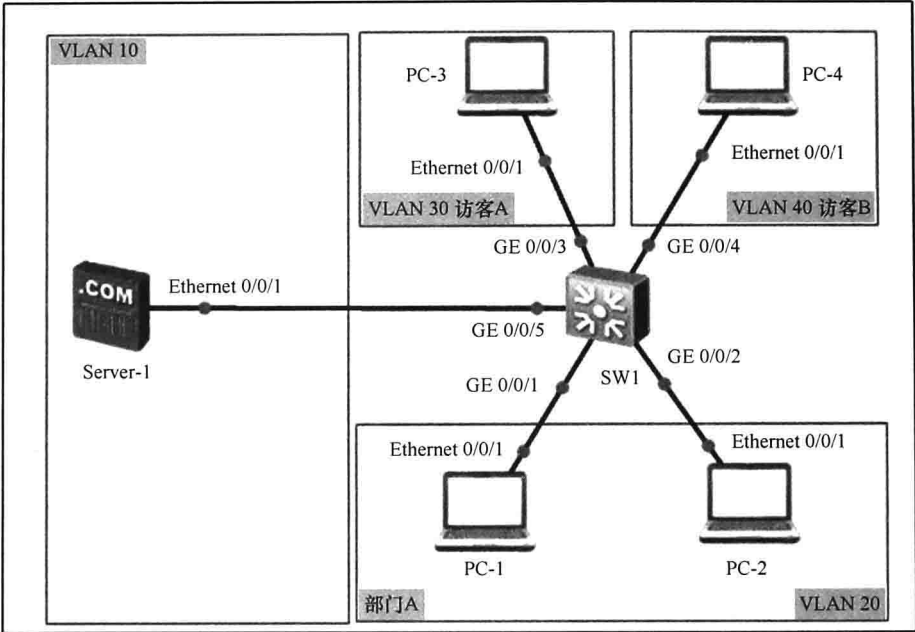 VLAN 10
PC-3
PC-4
Ethernet 0/0/1
Ethernet 0/0/1
VLAN 30 访客A
VLAN 40 访客B
GE 0/0/3
GE 0/0/4
.COM
Ethernet 0/0/1
GE 0/0/5
GE 0/0/2
Server-1
SW1
GE 0/0/1
Ethernet 0/0/1
Ethernet 0/0/1
PC-1
PC-2
部门A
VLAN 20